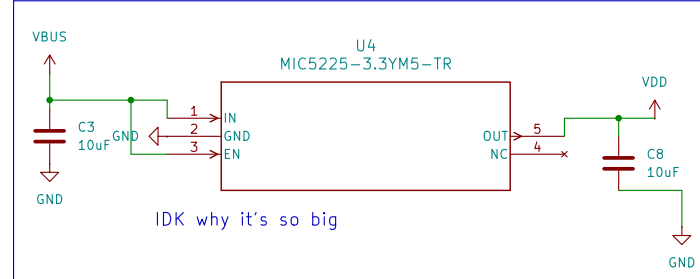 VBUS
U4
MIC5225-3.3YM5-TR
VDD
1 IN
C3
GND 2 GND
OUT 5
10uF
3 EN
NC 4
C8
10uF
GND
IDK why it's so big
GND